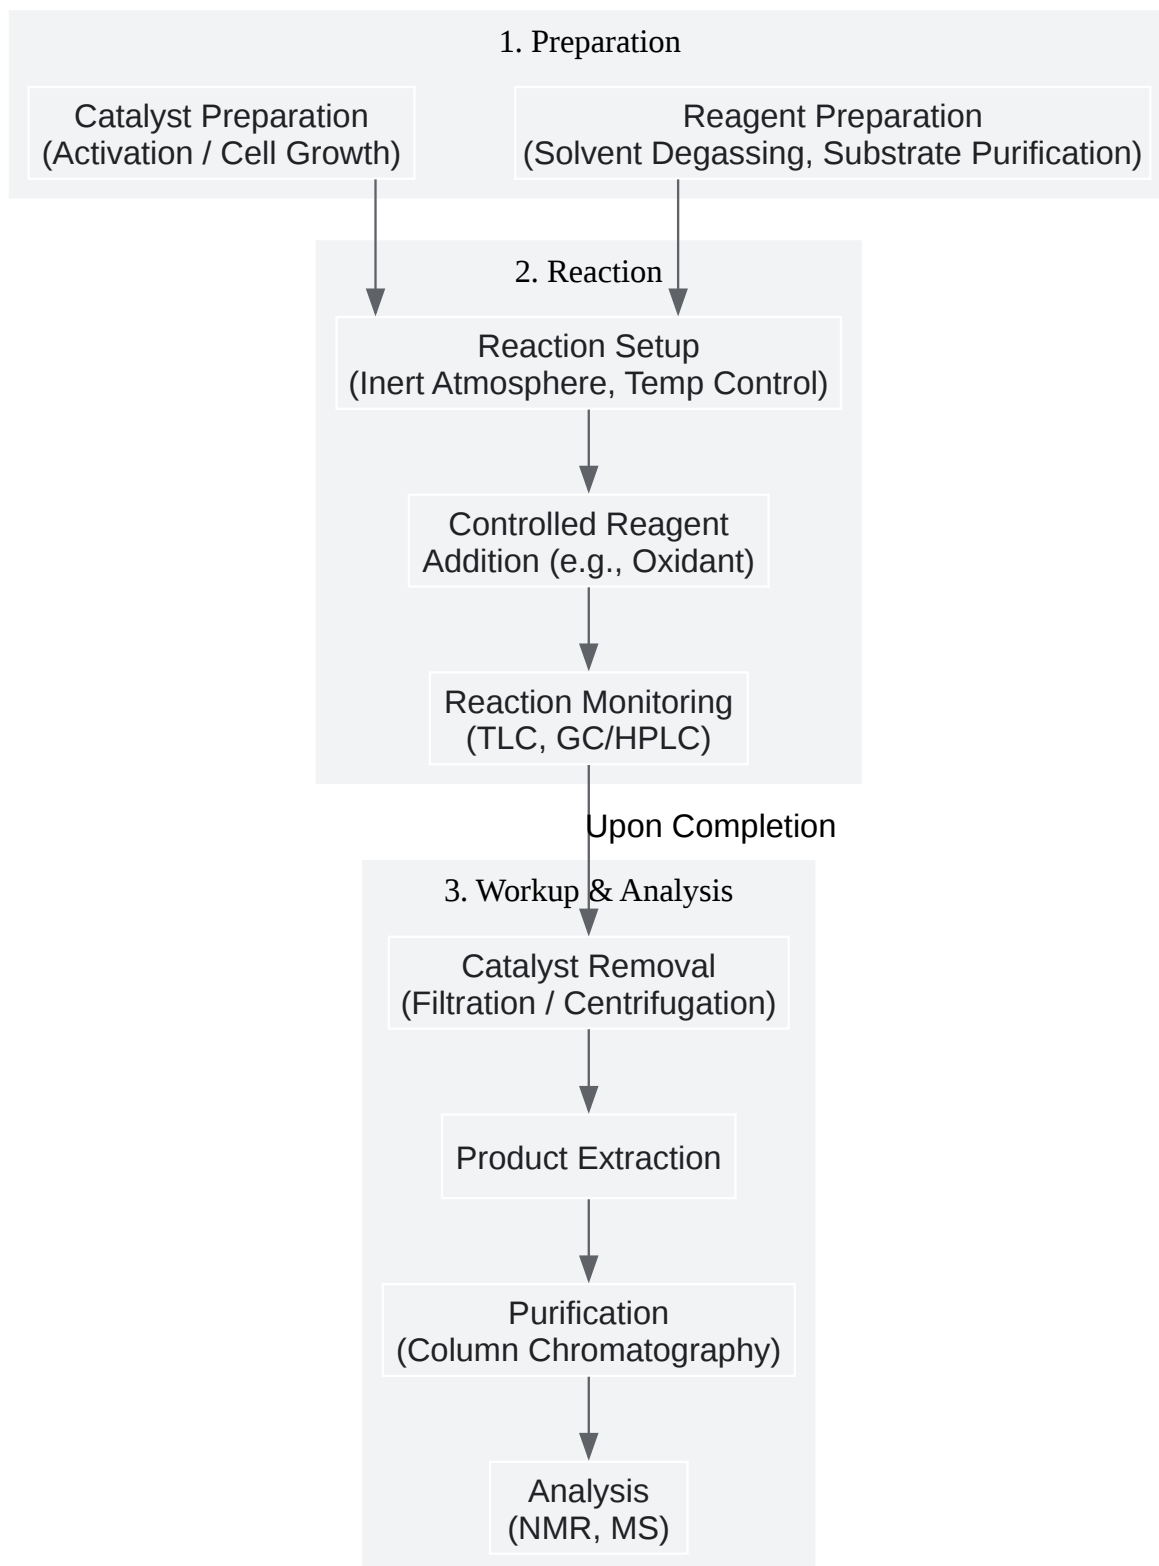 1. Preparation
Catalyst Preparation
(Activation / Cell Growth)
Reagent Preparation
(Solvent Degassing, Substrate Purification)
2. Reaction
Reaction Setup
(Inert Atmosphere, Temp Control)
Controlled Reagent
Addition (e.g., Oxidant)
Reaction Monitoring
(TLC, GC/HPLC)
Upon Completion
3. Workup & Analysis
Catalyst Removal
(Filtration / Centrifugation)
Product Extraction
Purification
(Column Chromatography)
Analysis
(NMR, MS)